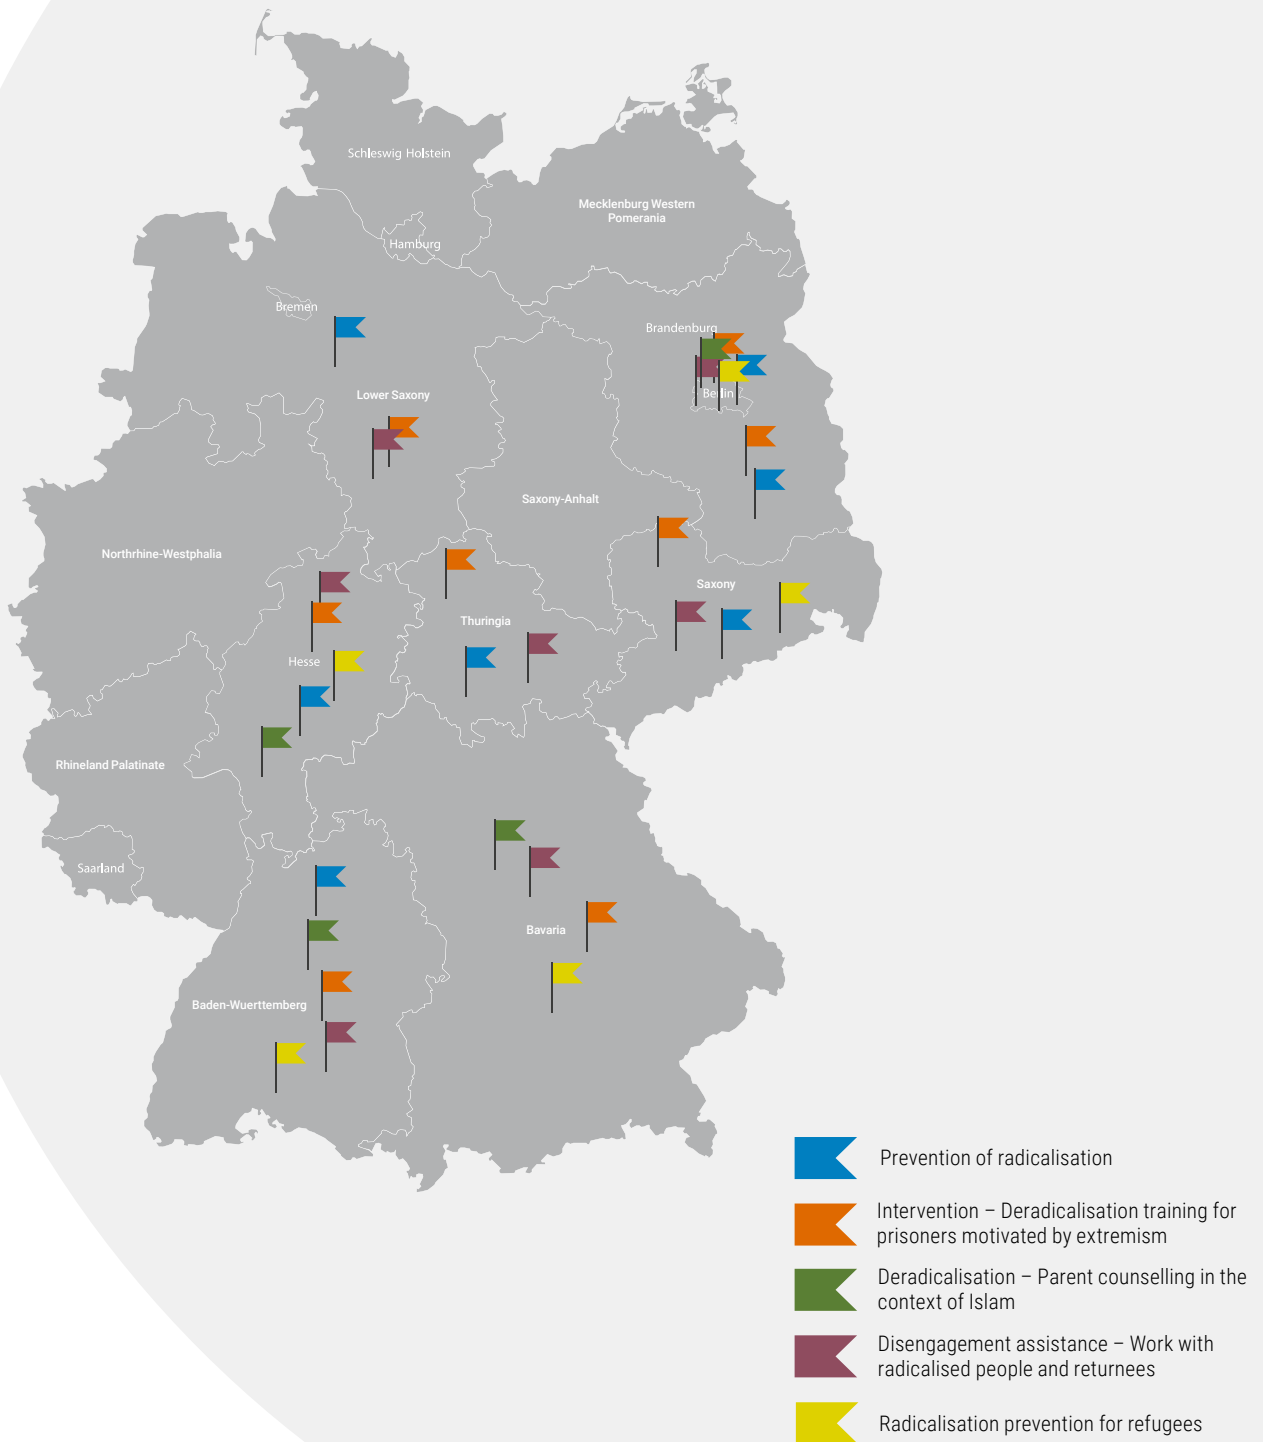 Schleswig Holstein
Mecklenburg Western
Pomerania
Hamburg
Bremen
Brandenburg
Berlin
Lower Saxony
Saxony-Anhalt
Northrhine-Westphalia
Saxony
Thuringia
Hesse
Rhineland Palatinate
Saarland
Bavaria
Baden-Wuerttemberg
Prevention of radicalisation
Intervention – Deradicalisation training for
prisoners motivated by extremism
Deradicalisation – Parent counselling in the
context of Islam
Disengagement assistance – Work with
radicalised people and returnees
Radicalisation prevention for refugees